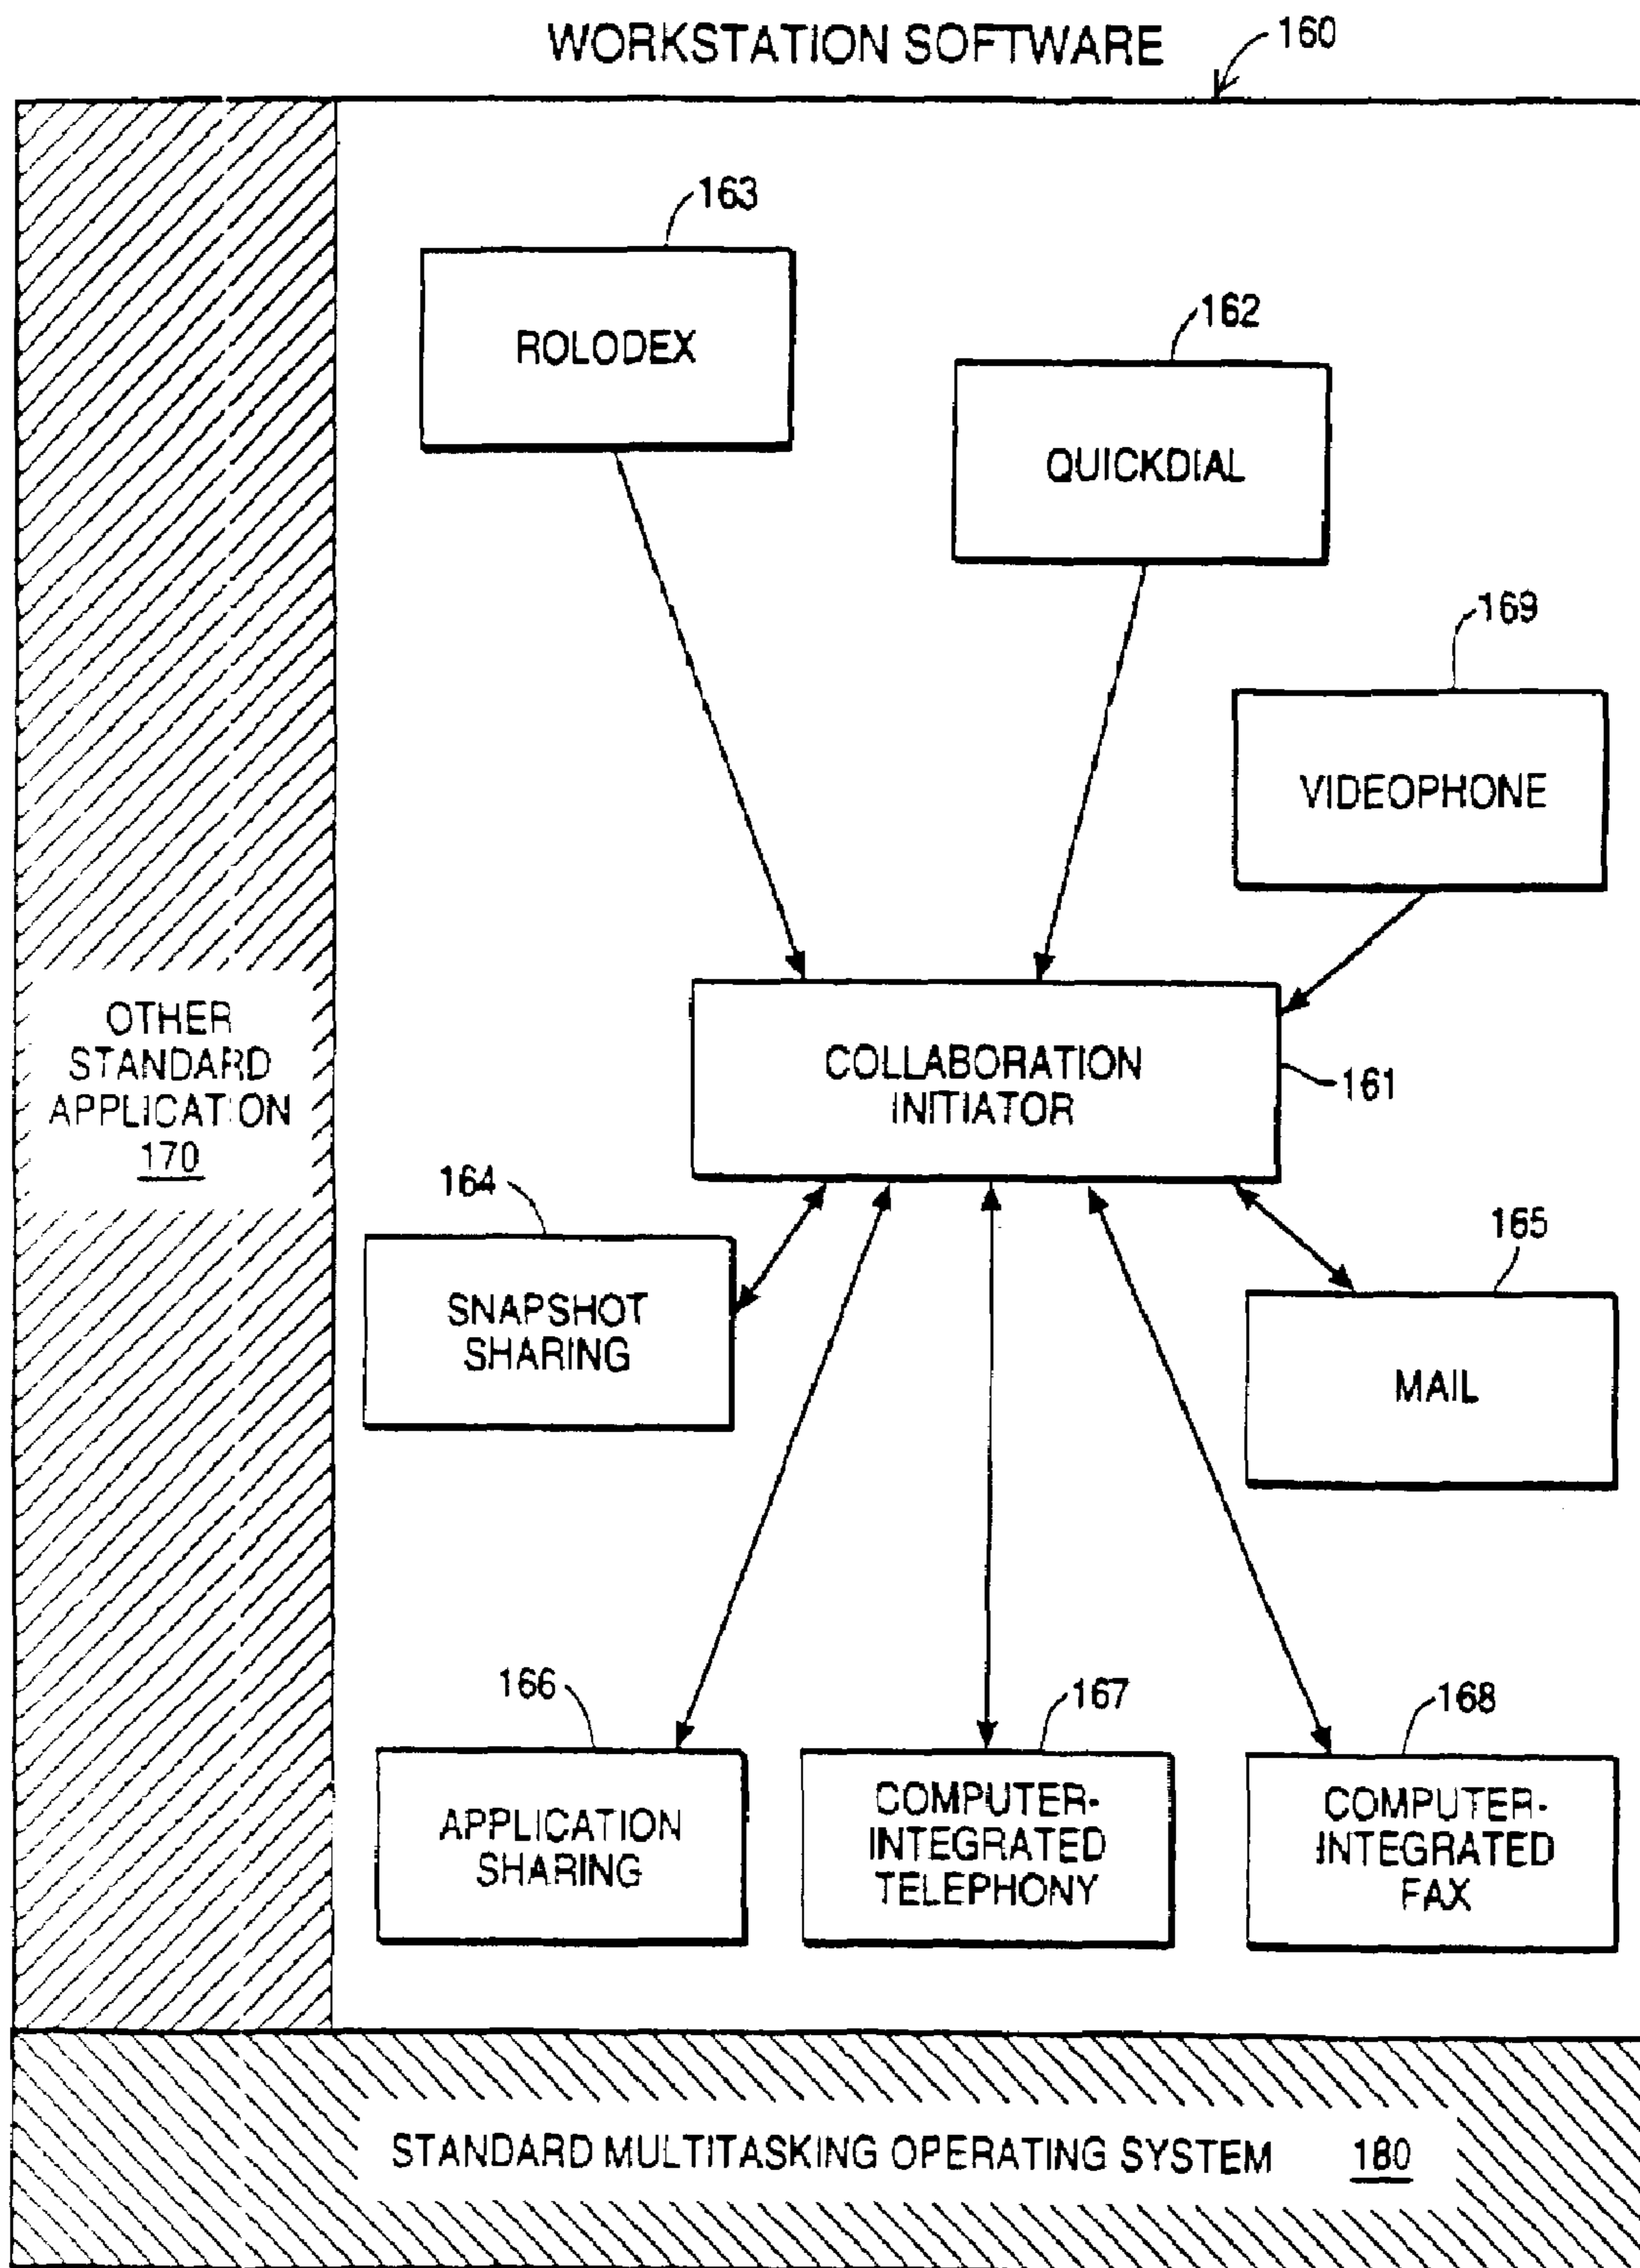 WORKSTATION SOFTWARE
160
163
ROLODEX
162
QUICKDIAL
169
VIDEOPHONE
COLLABORATION
INITIATOR
161
OTHER
STANDARD
APPLICATION
170
164
SNAPSHOT
SHARING
165
MAIL
166
APPLICATION
SHARING
167
COMPUTER-
INTEGRATED
TELEPHONY
168
COMPUTER-
INTEGRATED
FAX
STANDARD MULTITASKING OPERATING SYSTEM 180